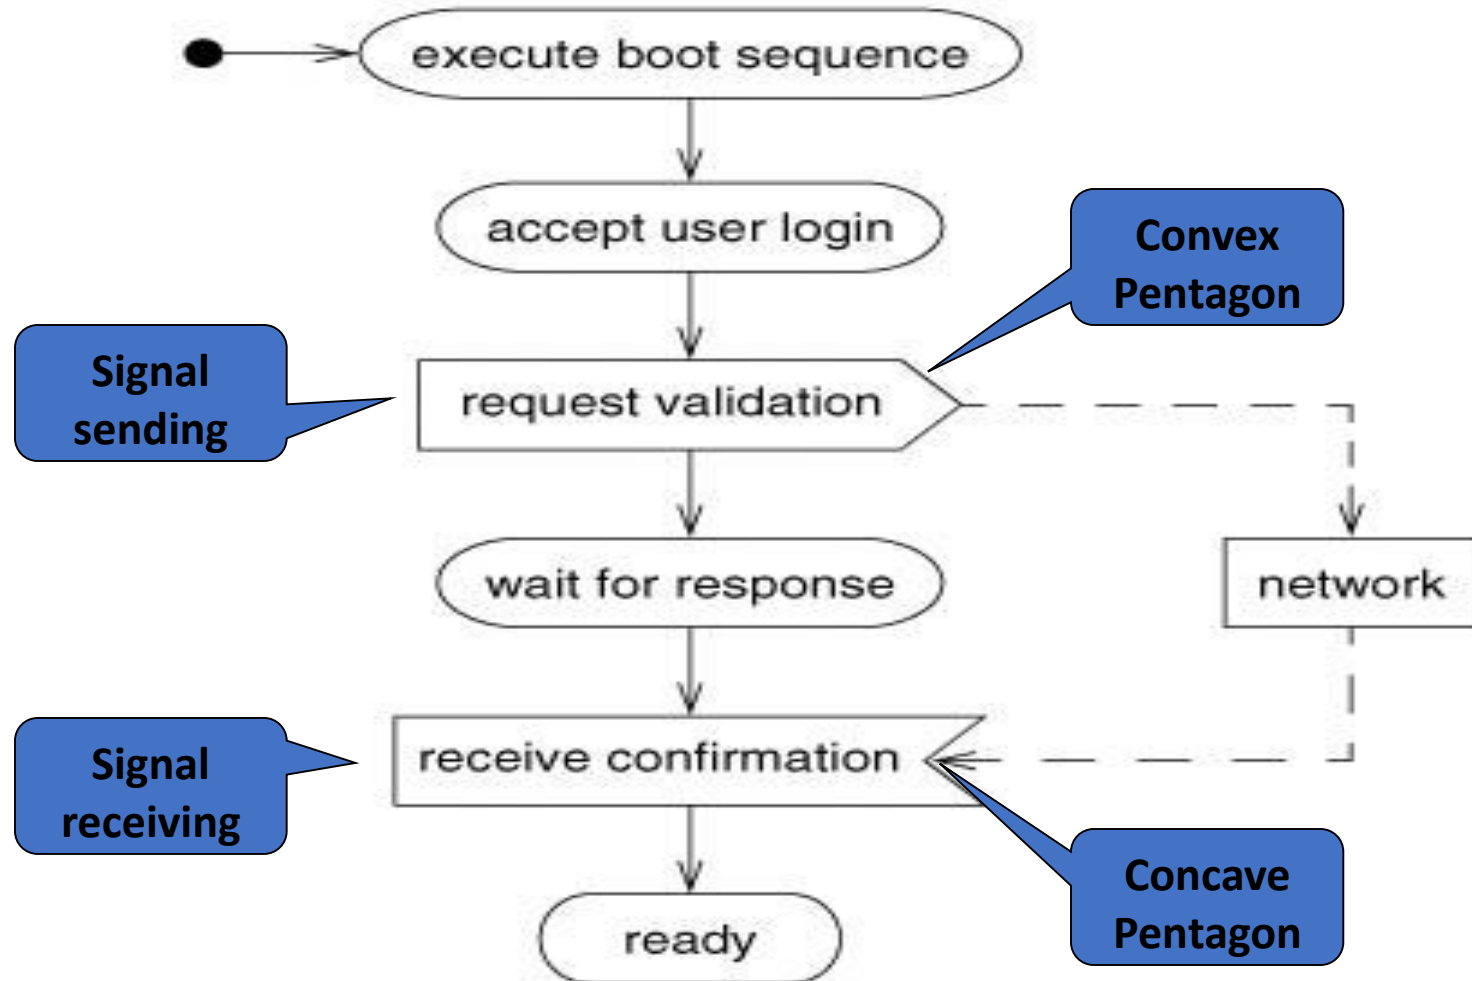 execute boot sequence
accept user login
Convex
Pentagon
Signal
sending
request validation
wait for response
network
Signal
receiving
receive confirmation
Concave
Pentagon
ready